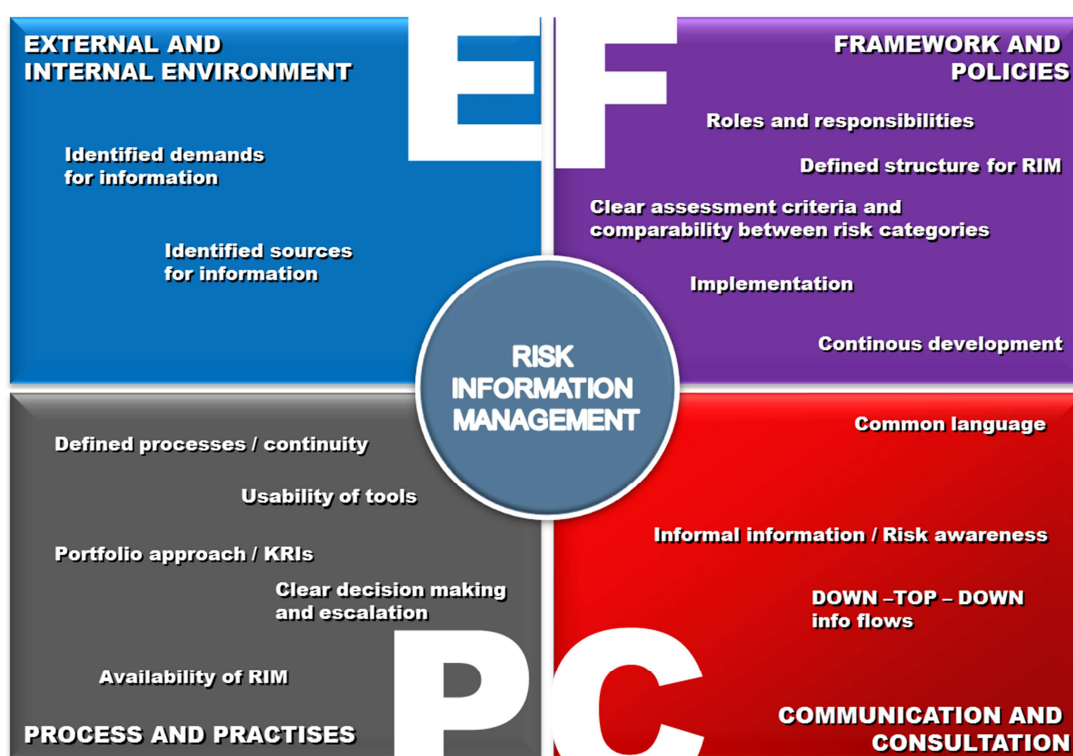 EXTERNAL AND
INTERNAL ENVIRONMENT
E
Identified demands
for information
Identified sources
for information
F
FRAMEWORK AND
POLICIES
Roles and responsibilities
Defined structure for RIM
Clear assessment criteria and
comparability between risk categories
Implementation
Continous development
RISK
INFORMATION
MANAGEMENT
Defined processes / continuity
Usability of tools
Portfolio approach / KRIs
Clear decision making
and escalation
Availability of RIM
P
PROCESS AND PRACTISES
Common language
Informal information / Risk awareness
DOWN –TOP – DOWN
info flows
C
COMMUNICATION AND
CONSULTATION